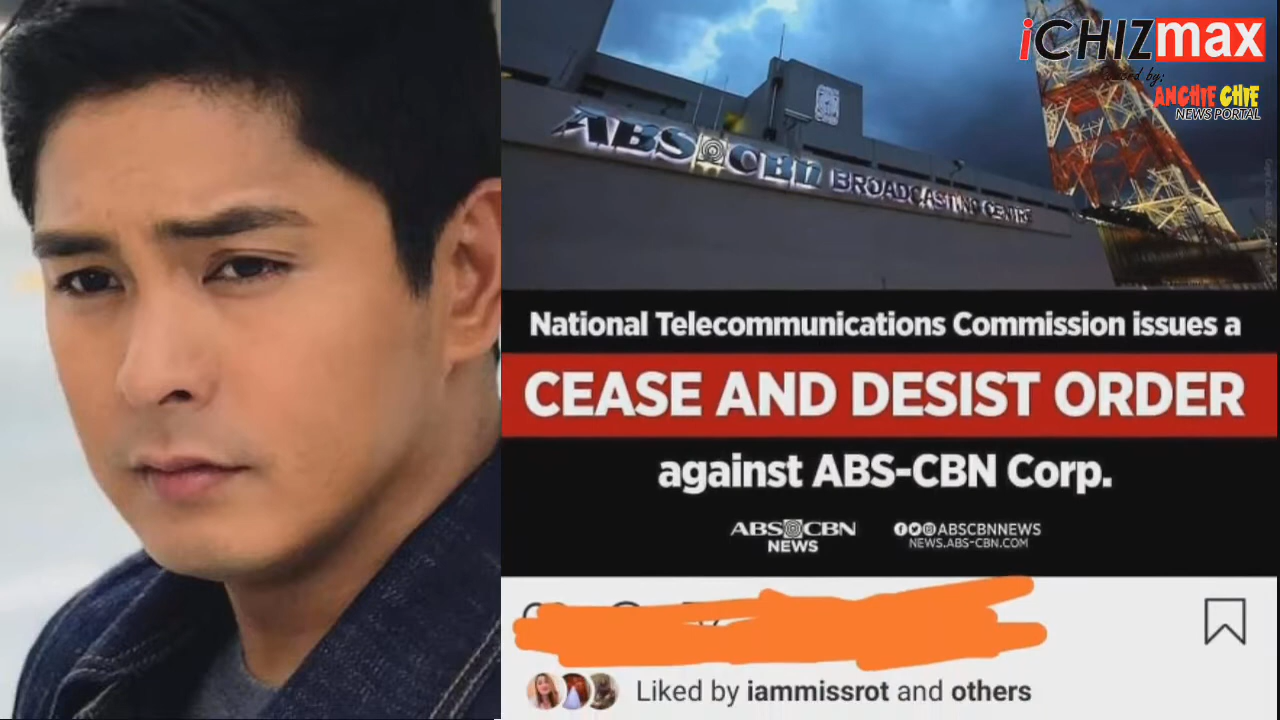 iCHIZmax
ANCHIE CHIE
NEWS PORTAL
ABS CBN BROADCASTING CENTRE
National Telecommunications Commission issues a
CEASE AND DESIST ORDER
against ABS-CBN Corp.
ABS CBN
NEWS
ABSCBNNEWS
NEWS.ABS-CBN.COM
Liked by iammissrot and others